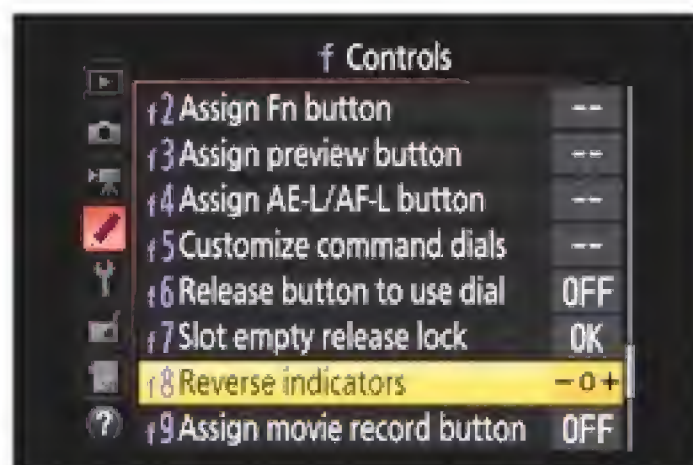 f Controls
f2 Assign Fn button --
f3 Assign preview button --
f4 Assign AE-L/AF-L button --
f5 Customize command dials --
f6 Release button to use dial OFF
f7 Slot empty release lock OK
f8 Reverse indicators -0+
f9 Assign movie record button OFF
?